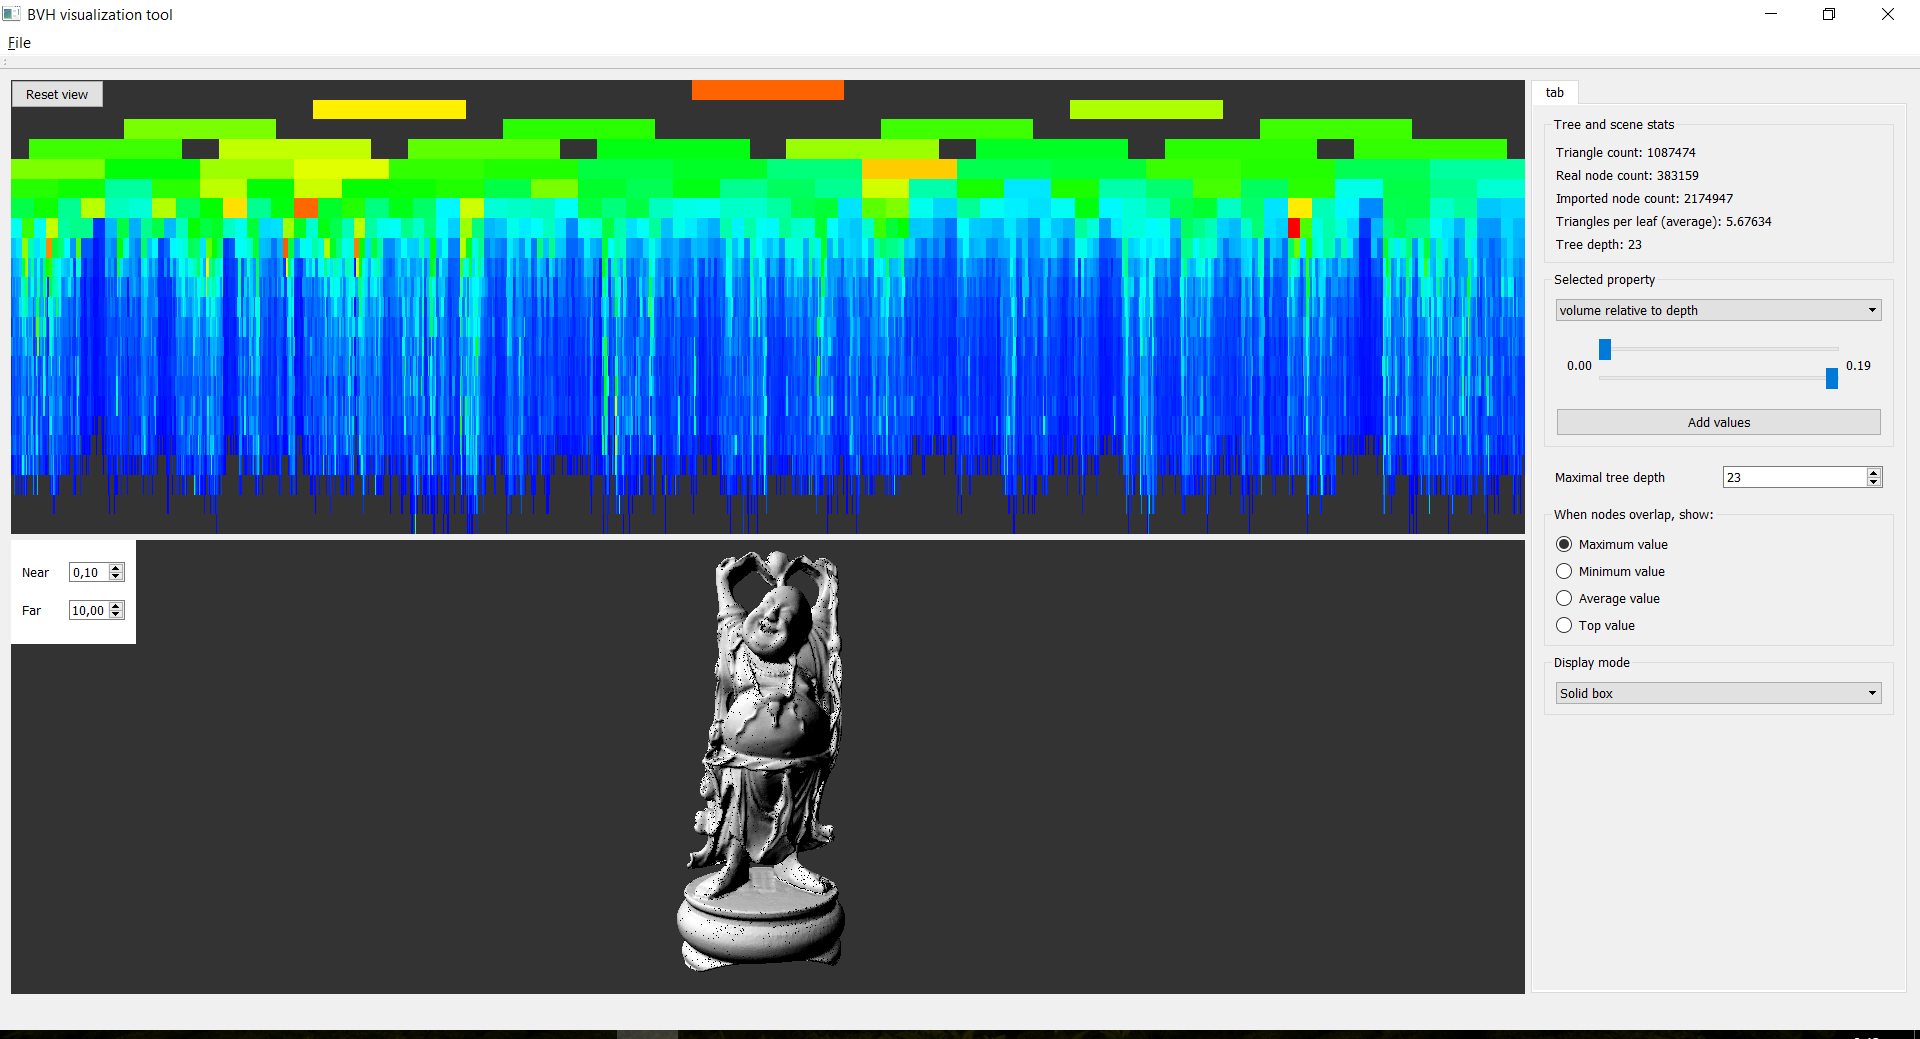 BVH visualization tool
File
Reset view
tab
Tree and scene stats
Triangle count: 1087474
Real node count: 383159
Imported node count: 2174947
Triangles per leaf (average): 5.67634
Tree depth: 23
Selected property
volume relative to depth
0.00
0.19
Add values
Maximal tree depth
23
When nodes overlap, show:
Maximum value
Minimum value
Average value
Top value
Display mode
Solid box
Near
0,10
Far
10,00